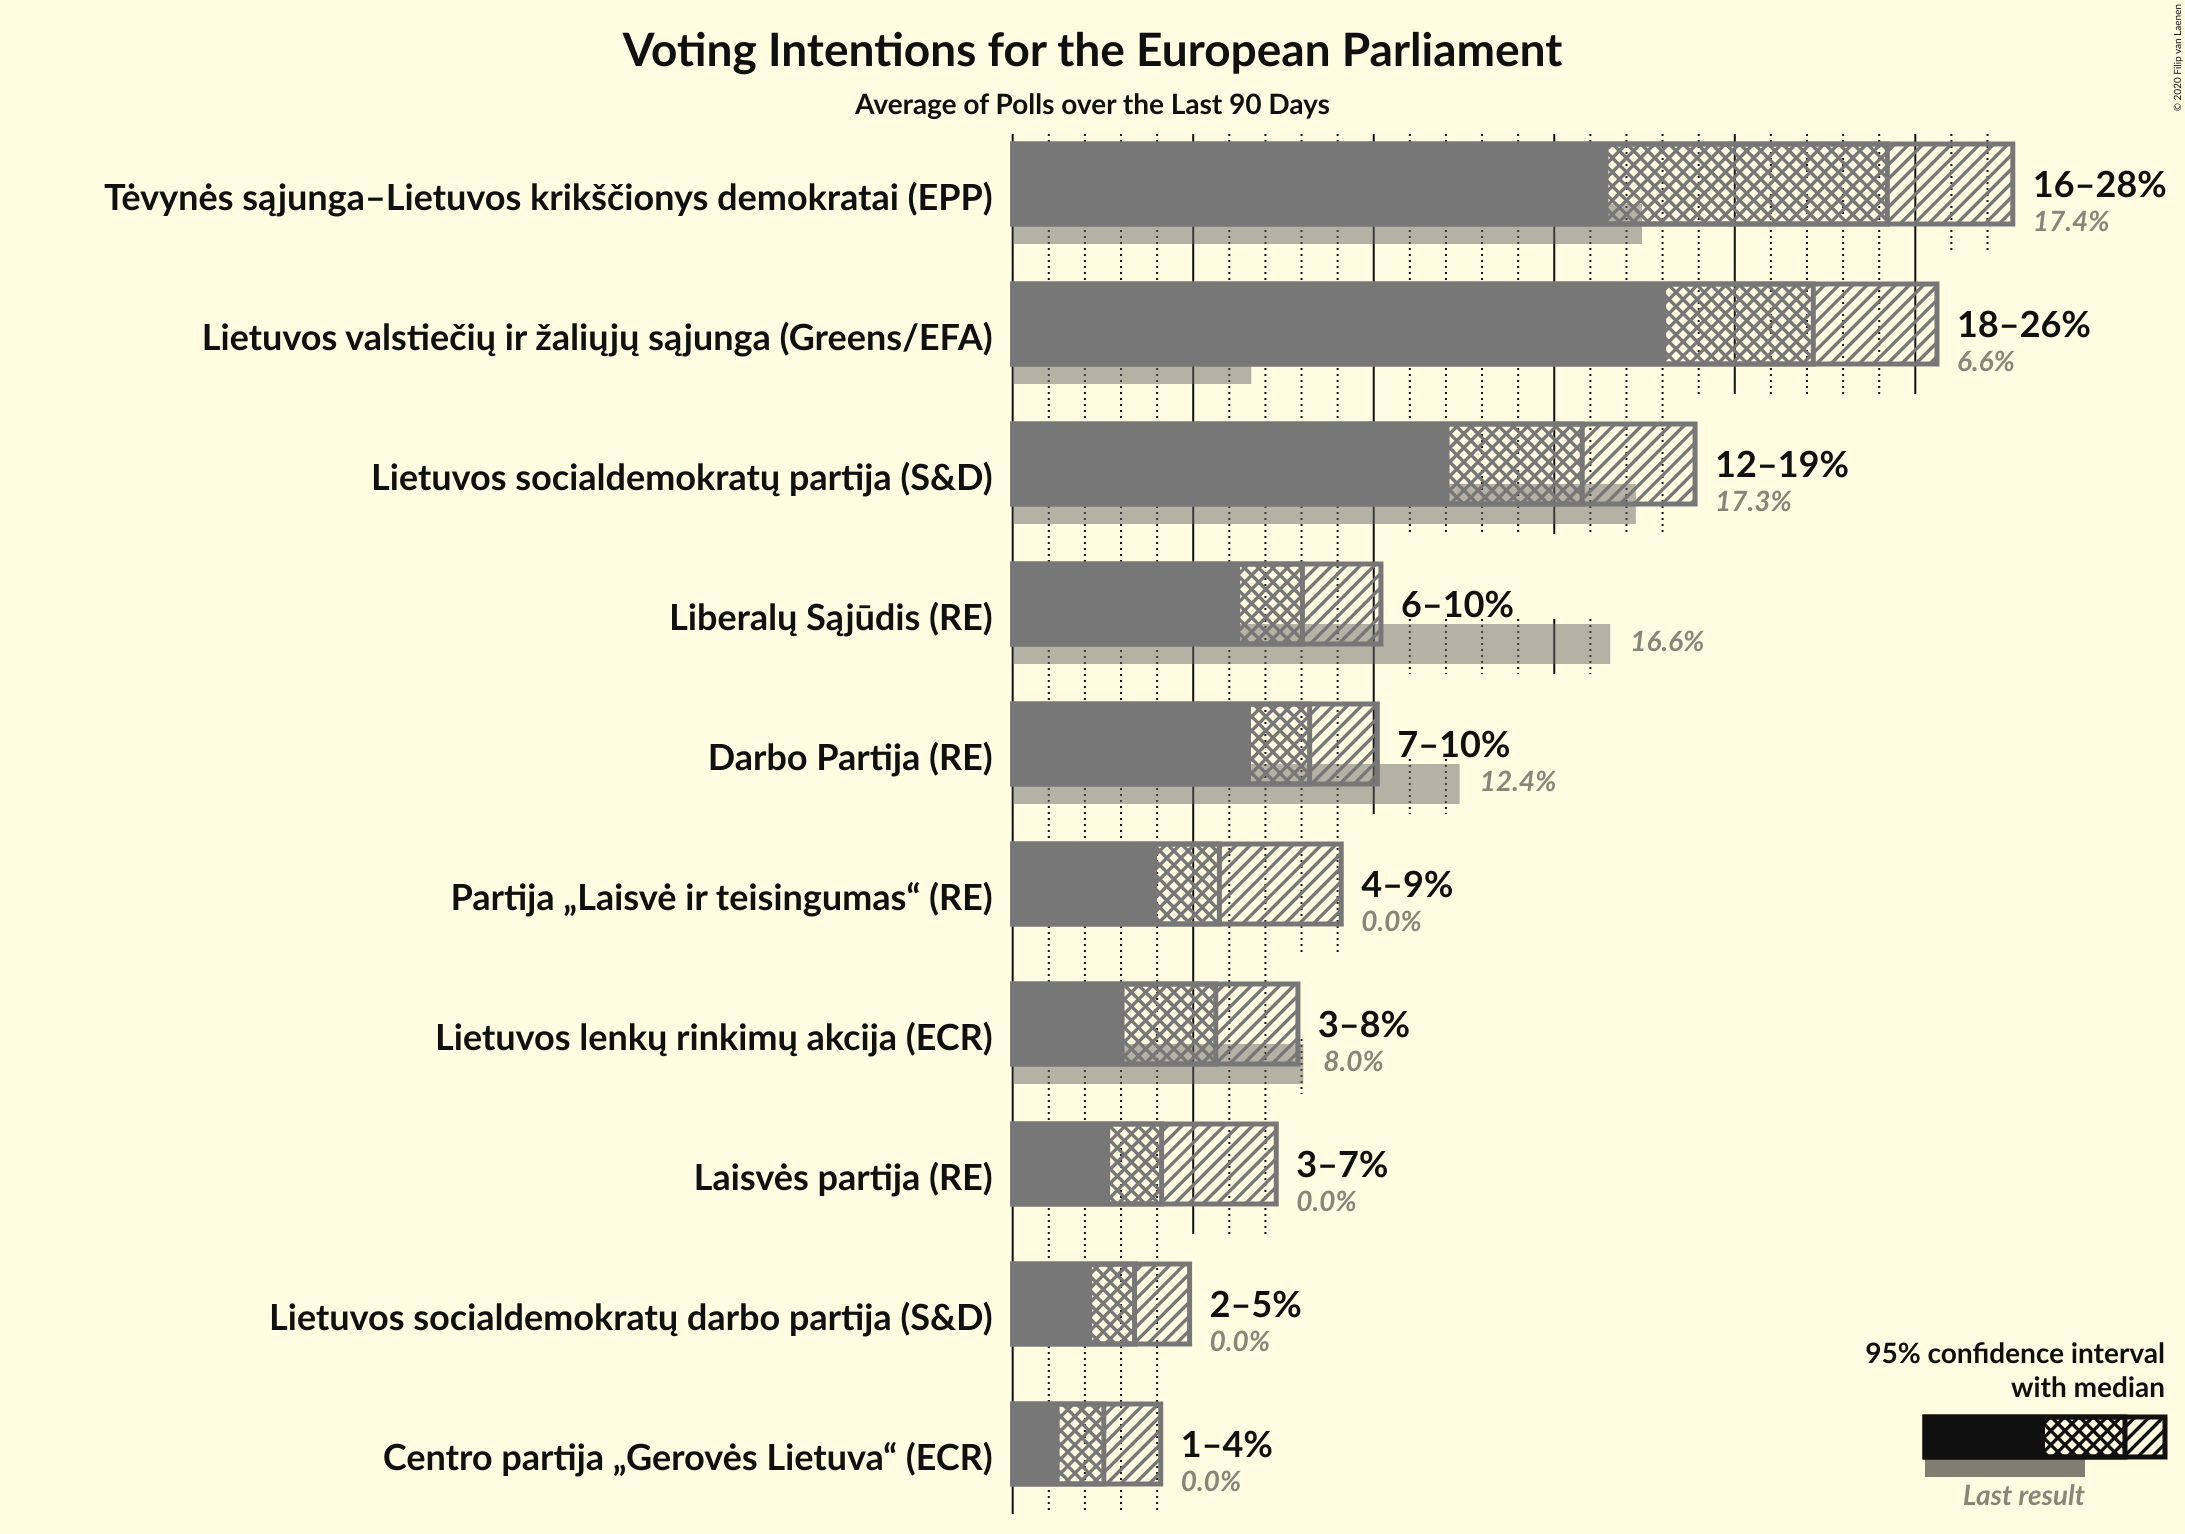 Voting Intentions for the European Parliament
Average of Polls over the Last 90 Days
© 2020 Filip van Laenen
Tėvynės sąjunga–Lietuvos krikščionys demokratai (EPP)
16–28%
17.4%
Lietuvos valstiečių ir žaliųjų sąjunga (Greens/EFA)
18–26%
6.6%
Lietuvos socialdemokratų partija (S&D)
12–19%
17.3%
Liberalų Sąjūdis (RE)
6–10%
16.6%
Darbo Partija (RE)
7–10%
12.4%
Partija „Laisvė ir teisingumas“ (RE)
4–9%
0.0%
Lietuvos lenkų rinkimų akcija (ECR)
3–8%
8.0%
Laisvės partija (RE)
3–7%
0.0%
Lietuvos socialdemokratų darbo partija (S&D)
2–5%
0.0%
Centro partija „Gerovės Lietuva“ (ECR)
1–4%
0.0%
95% confidence interval
with median
Last result